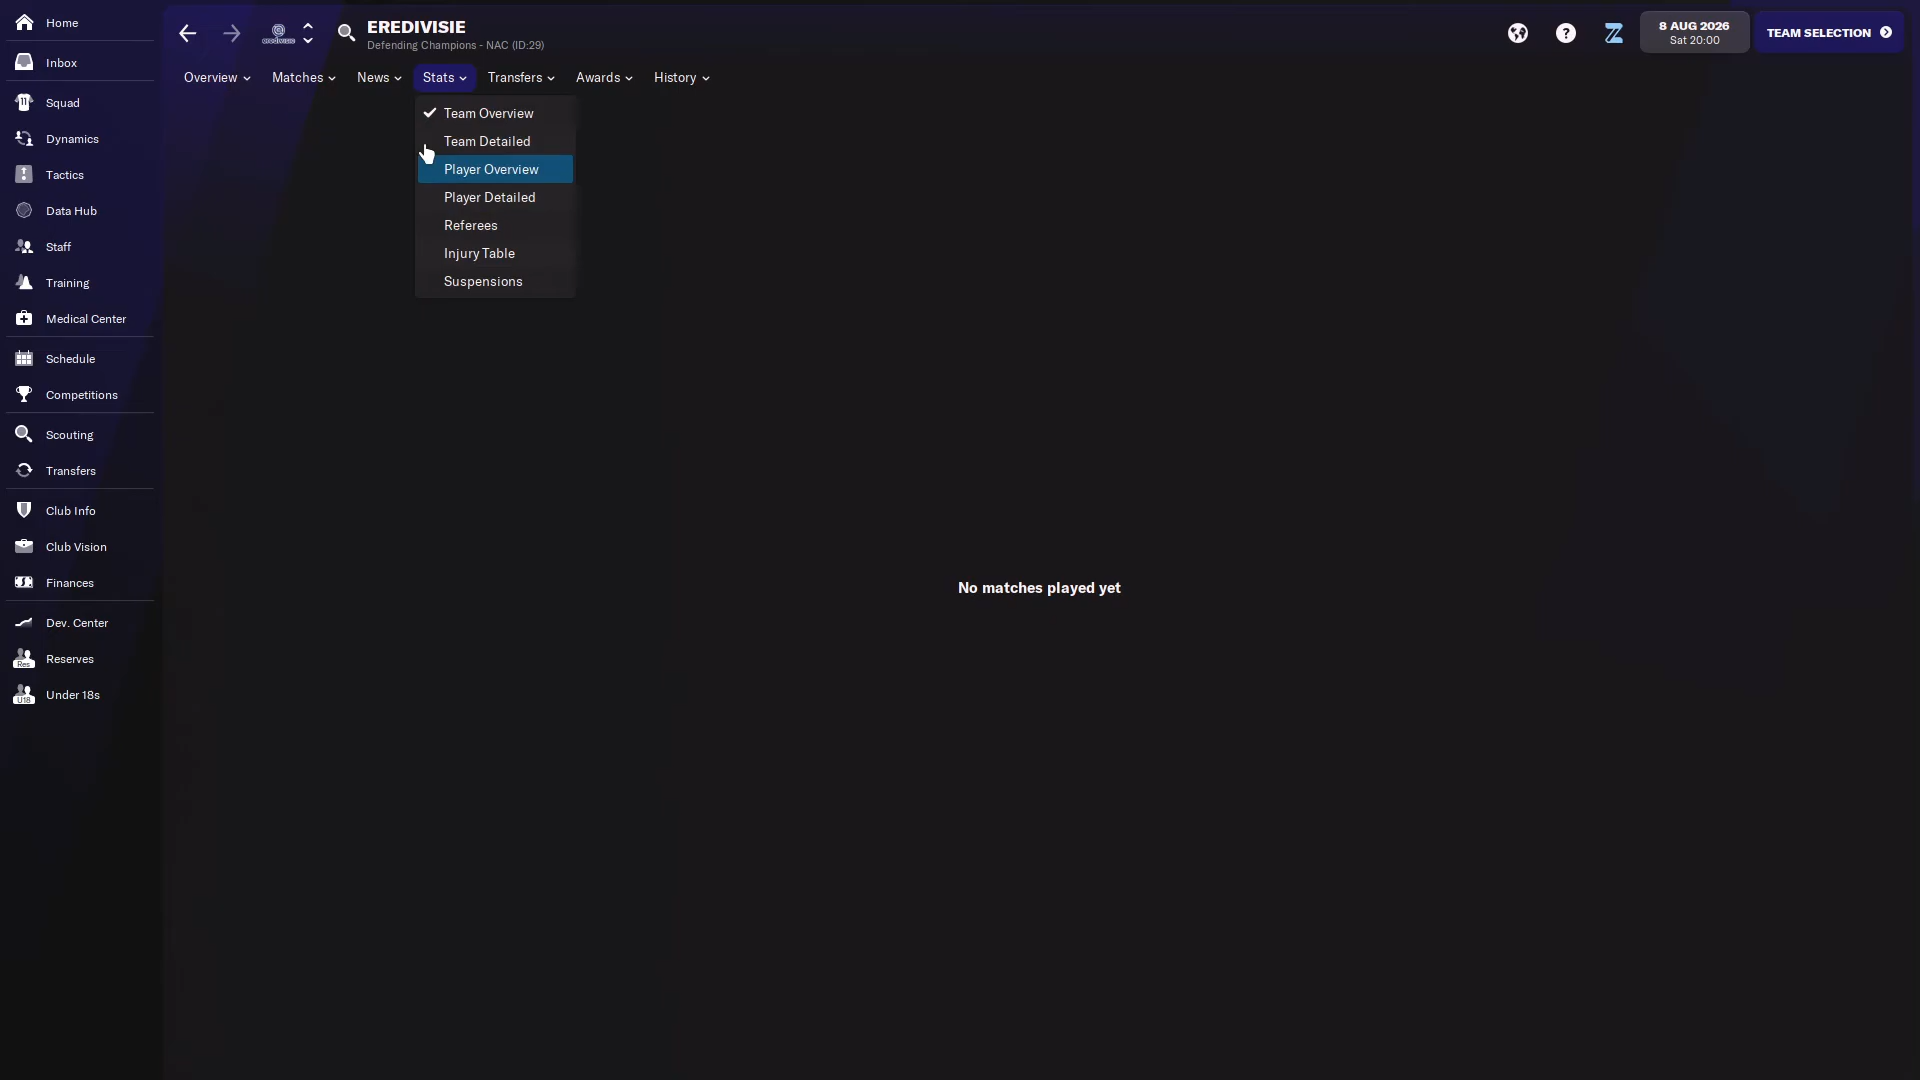 Home
Inbox
Squad
Dynamics
Tactics
Data Hub
Staff
Training
Medical Center
Schedule
Competitions
Scouting
Transfers
Club Info
Club Vision
Finances
Dev. Center
Res
Reserves
U18
Under 18s
EREDIVISIE
Defending Champions - NAC (ID:29)
8 AUG 2026
Sat 20:00
TEAM SELECTION
Overview
Matches
News
Stats
Transfers
Awards
History
Team Overview
Team Detailed
Player Overview
Player Detailed
Referees
Injury Table
Suspensions
No matches played yet